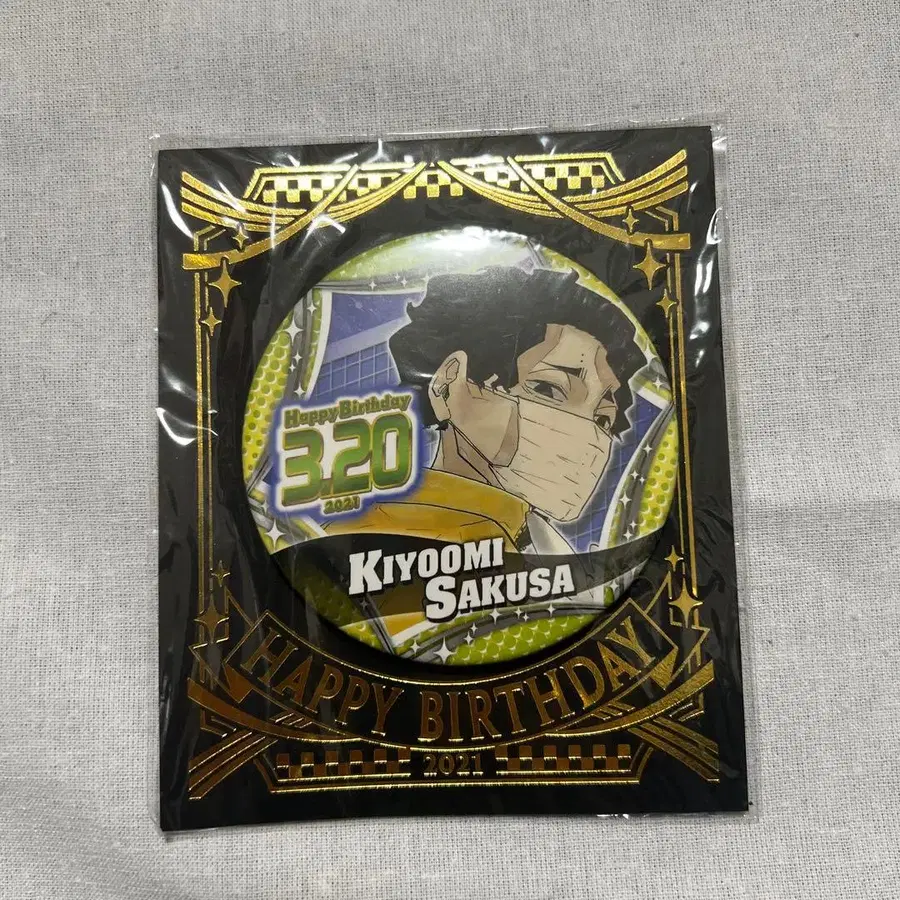 Happy Birthday
3.20
2021
KIYOOMI
SAKUSA
HAPPY BIRTHDAY
2021